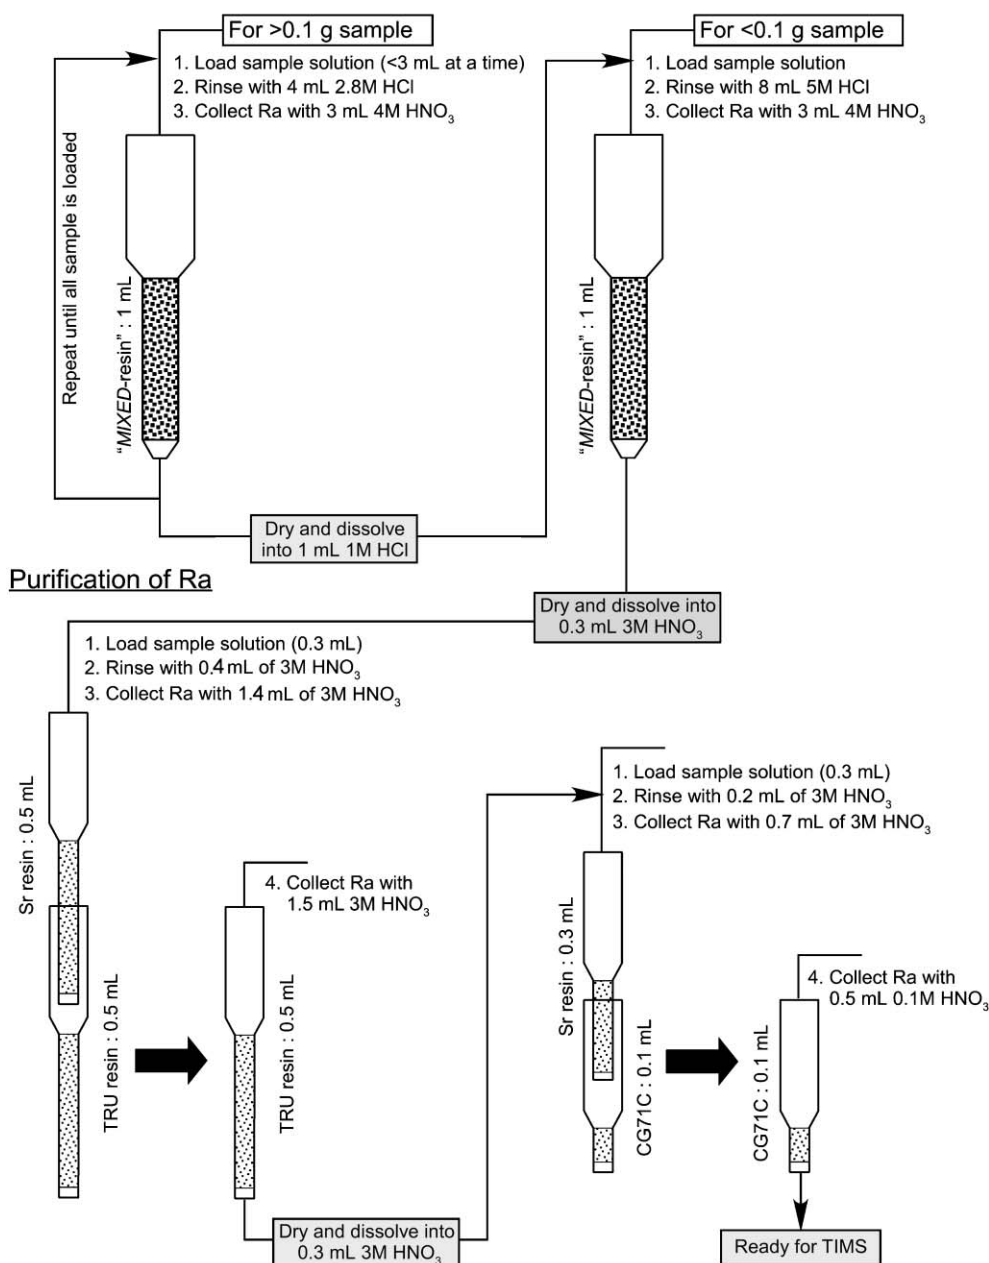 For >0.1 g sample
1. Load sample solution (<3 mL at a time)
2. Rinse with 4 mL 2.8M HCl
3. Collect Ra with 3 mL 4M HNO₃
Repeat until all sample is loaded
"MIXED-resin" : 1 mL
Dry and dissolve
into 1 mL 1M HCl
For <0.1 g sample
1. Load sample solution
2. Rinse with 8 mL 5M HCl
3. Collect Ra with 3 mL 4M HNO₃
"MIXED-resin" : 1 mL
Purification of Ra
Dry and dissolve into
0.3 mL 3M HNO₃
1. Load sample solution (0.3 mL)
2. Rinse with 0.4 mL of 3M HNO₃
3. Collect Ra with 1.4 mL of 3M HNO₃
Sr resin : 0.5 mL
TRU resin : 0.5 mL
4. Collect Ra with
1.5 mL 3M HNO₃
TRU resin : 0.5 mL
Dry and dissolve into
0.3 mL 3M HNO₃
1. Load sample solution (0.3 mL)
2. Rinse with 0.2 mL of 3M HNO₃
3. Collect Ra with 0.7 mL of 3M HNO₃
Sr resin : 0.3 mL
CG71C : 0.1 mL
4. Collect Ra with
0.5 mL 0.1M HNO₃
CG71C : 0.1 mL
Ready for TIMS